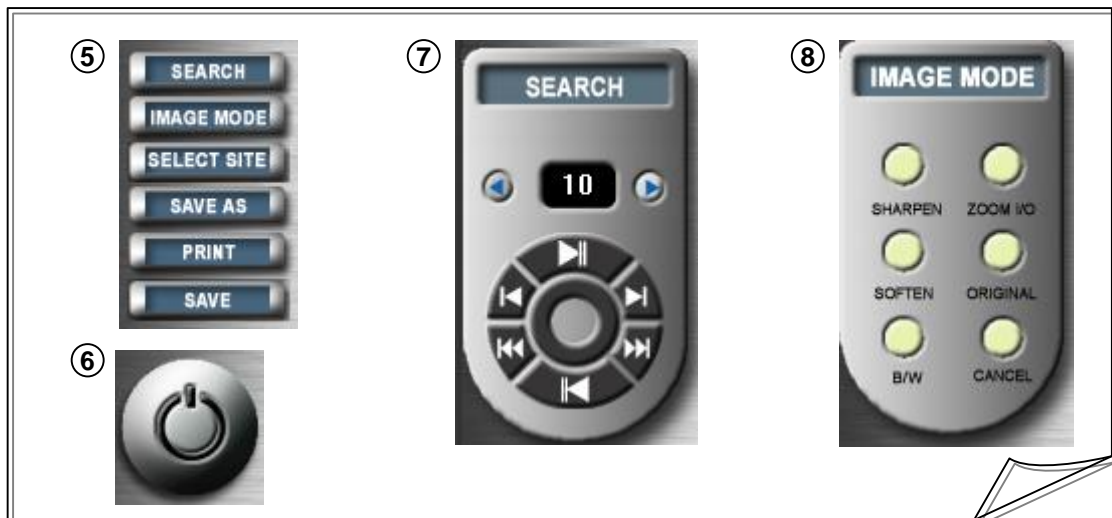 ⑤
SEARCH
IMAGE MODE
SELECT SITE
SAVE AS
PRINT
SAVE
⑥
⑦
SEARCH
10
⑧
IMAGE MODE
SHARPEN ZOOM I/O
SOFTEN ORIGINAL
B/W CANCEL